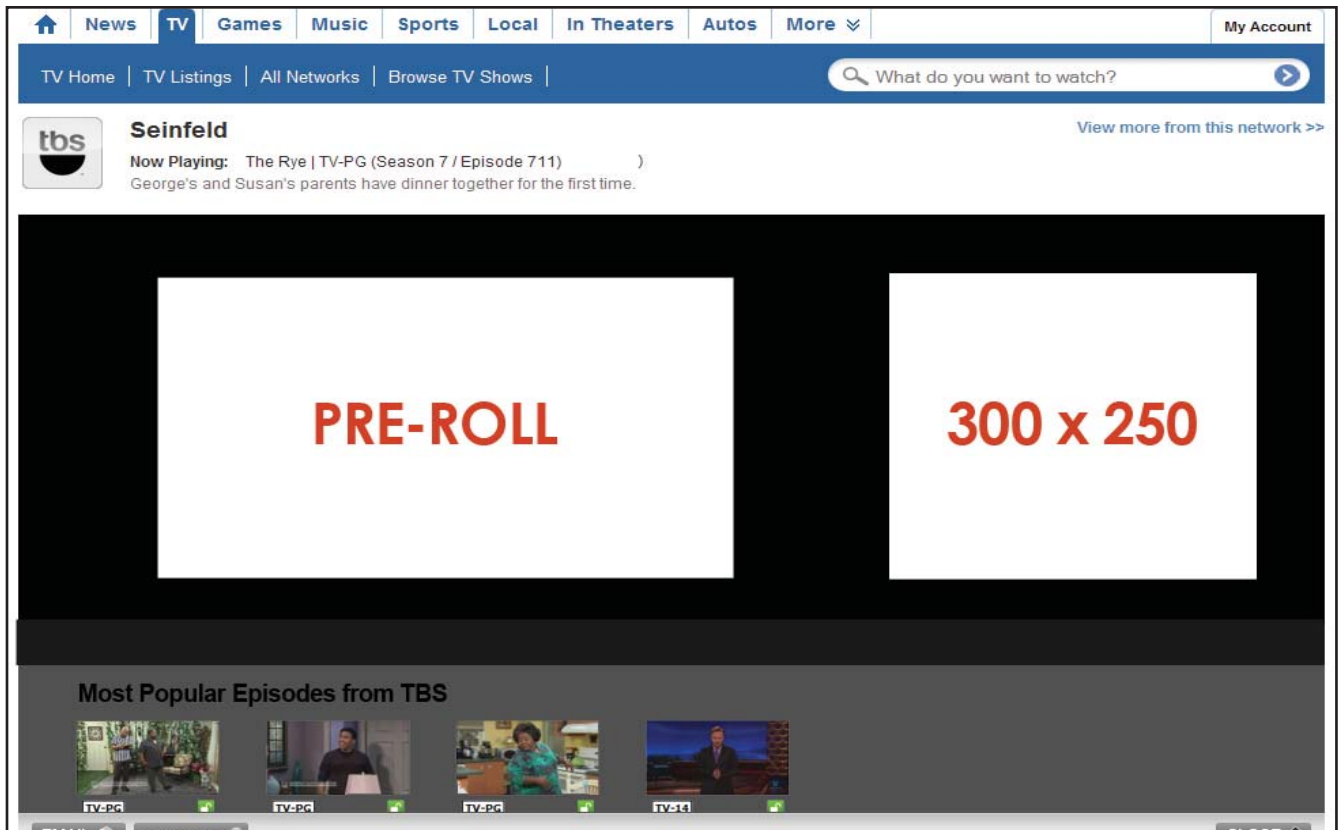 News TV Games Music Sports Local In Theaters Autos More My Account
TV Home | TV Listings | All Networks | Browse TV Shows | What do you want to watch?
tbs
Seinfeld
View more from this network >>
Now Playing: The Rye | TV-PG (Season 7 / Episode 711) )
George's and Susan's parents have dinner together for the first time.
PRE-ROLL
300 x 250
Most Popular Episodes from TBS
TV-PG TV-PG TV-PG TV-14